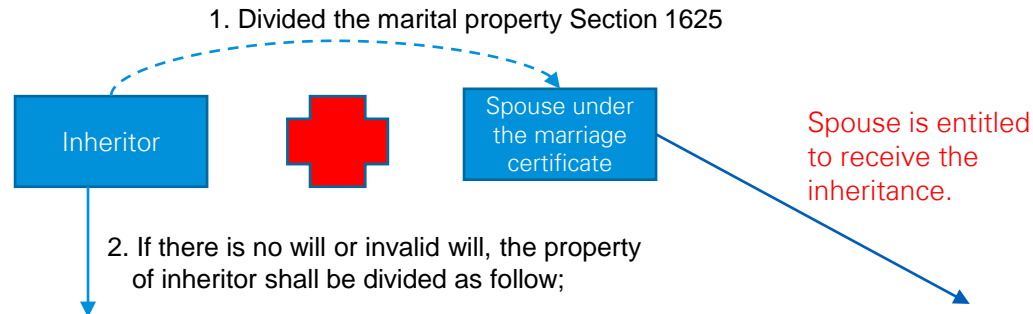 1. Divided the marital property Section 1625
Inheritor
Spouse under
the marriage
certificate
Spouse is entitled
to receive the
inheritance.
2. If there is no will or invalid will, the property
of inheritor shall be divided as follow;